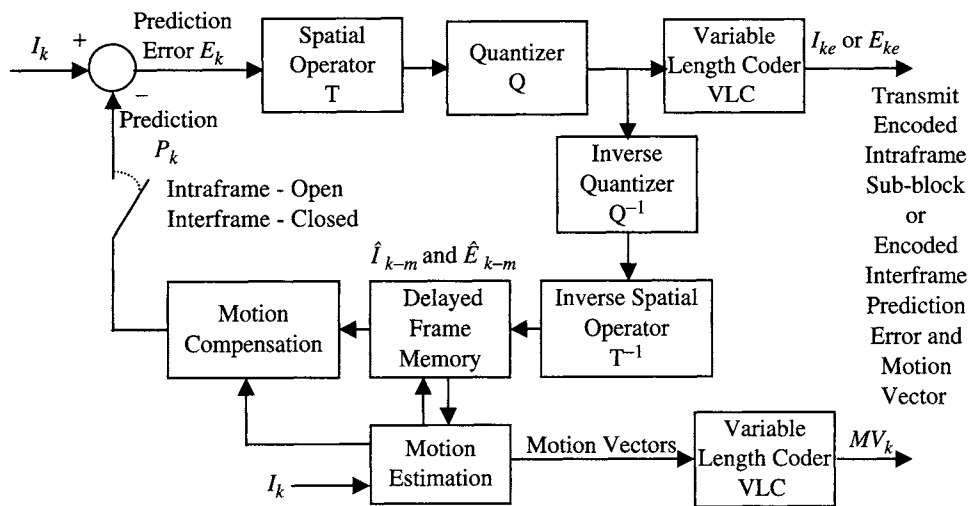 I_k
+
−
Prediction
Error E_k
Spatial
Operator
T
Quantizer
Q
Variable
Length Coder
VLC
I_ke or E_ke
Transmit
Encoded
Intraframe
Sub-block
or
Encoded
Interframe
Prediction
Error and
Motion
Vector
Prediction
P_k
Intraframe - Open
Interframe - Closed
Inverse
Quantizer
Q⁻¹
Î_k–m and Ê_k–m
Motion
Compensation
Delayed
Frame
Memory
Inverse Spatial
Operator
T⁻¹
I_k
Motion
Estimation
Motion Vectors
Variable
Length Coder
VLC
MV_k